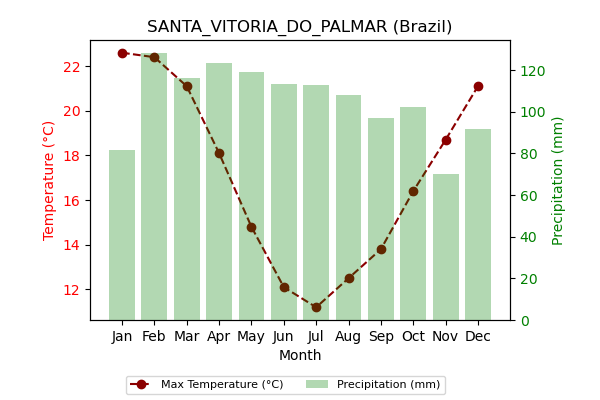 SANTA_VITORIA_DO_PALMAR (Brazil)
22
20
18
16
14
12
Temperature (°C)
120
100
80
60
40
20
0
Precipitation (mm)
Jan Feb Mar Apr May Jun Jul Aug Sep Oct Nov Dec
Month
Max Temperature (°C) Precipitation (mm)